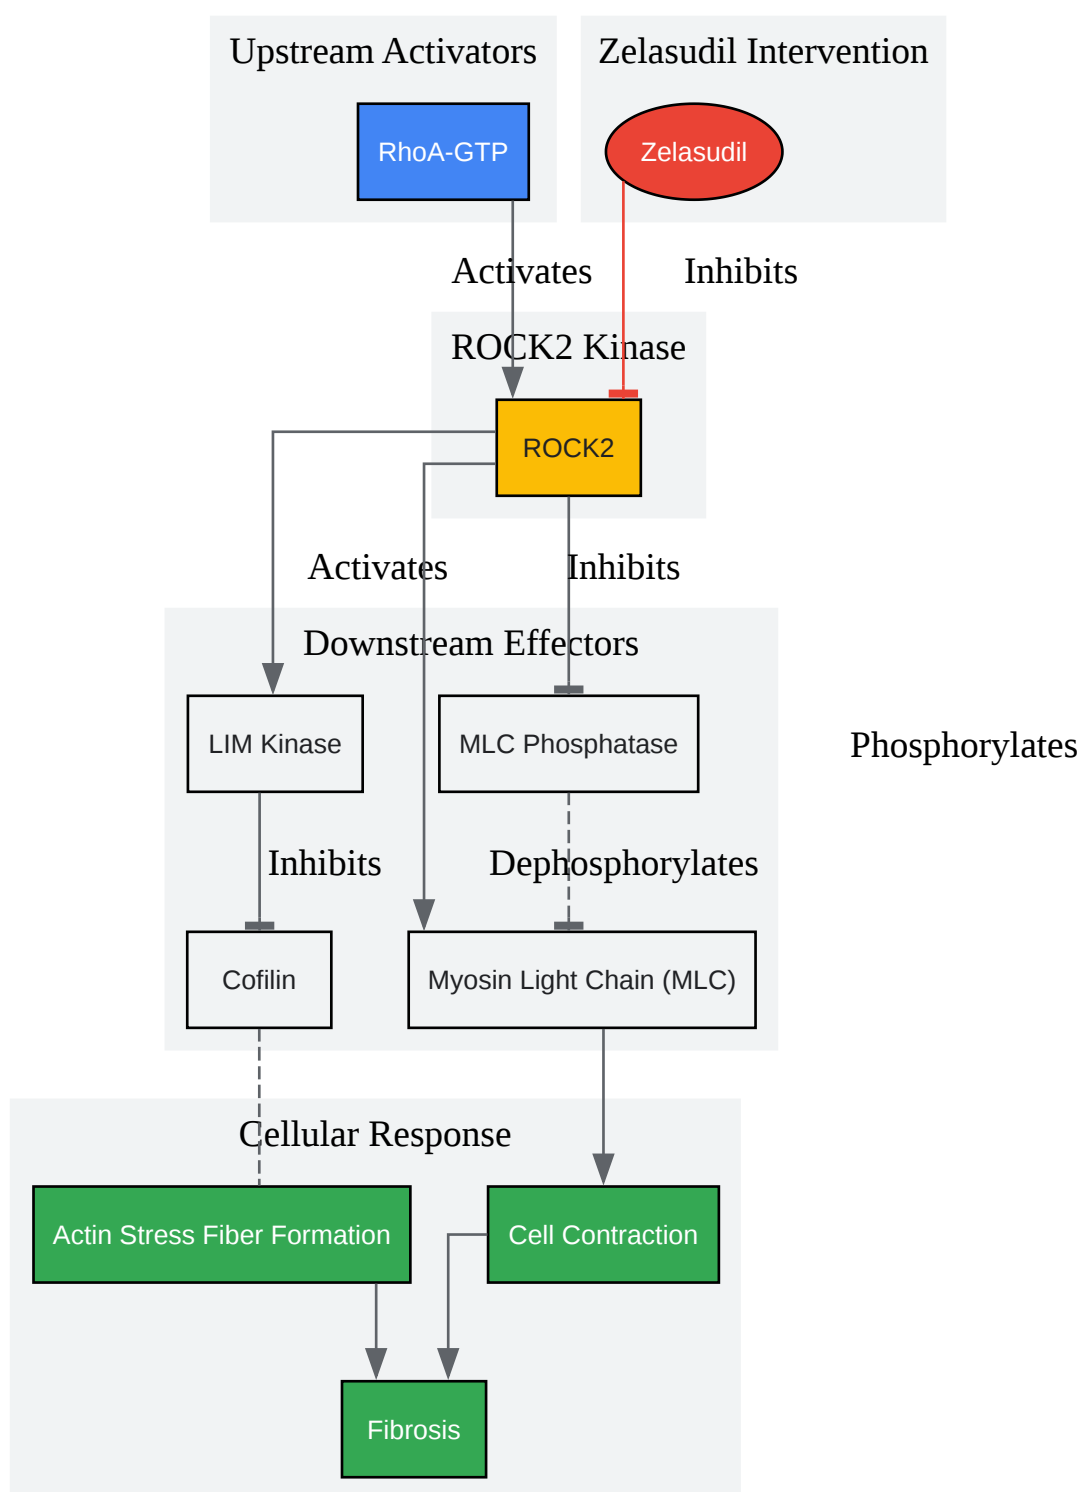 Upstream Activators
Zelasudil Intervention
RhoA-GTP
Zelasudil
Activates
Inhibits
ROCK2 Kinase
ROCK2
Activates
Inhibits
Downstream Effectors
LIM Kinase
MLC Phosphatase
Phosphorylates
Inhibits
Dephosphorylates
Cofilin
Myosin Light Chain (MLC)
Cellular Response
Actin Stress Fiber Formation
Cell Contraction
Fibrosis